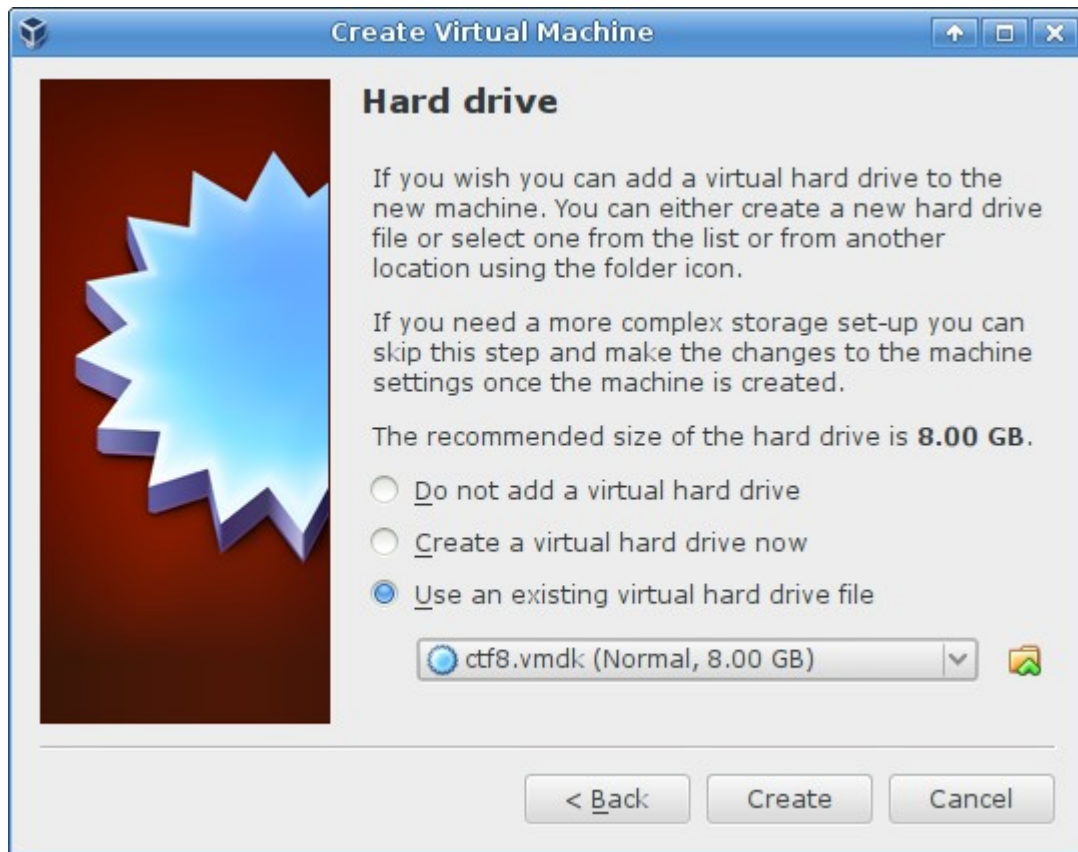 Create Virtual Machine
Hard drive
If you wish you can add a virtual hard drive to the
new machine. You can either create a new hard drive
file or select one from the list or from another
location using the folder icon.
If you need a more complex storage set-up you can
skip this step and make the changes to the machine
settings once the machine is created.
The recommended size of the hard drive is 8.00 GB.
Do not add a virtual hard drive
Create a virtual hard drive now
Use an existing virtual hard drive file
ctf8.vmdk (Normal, 8.00 GB)
< Back
Create
Cancel